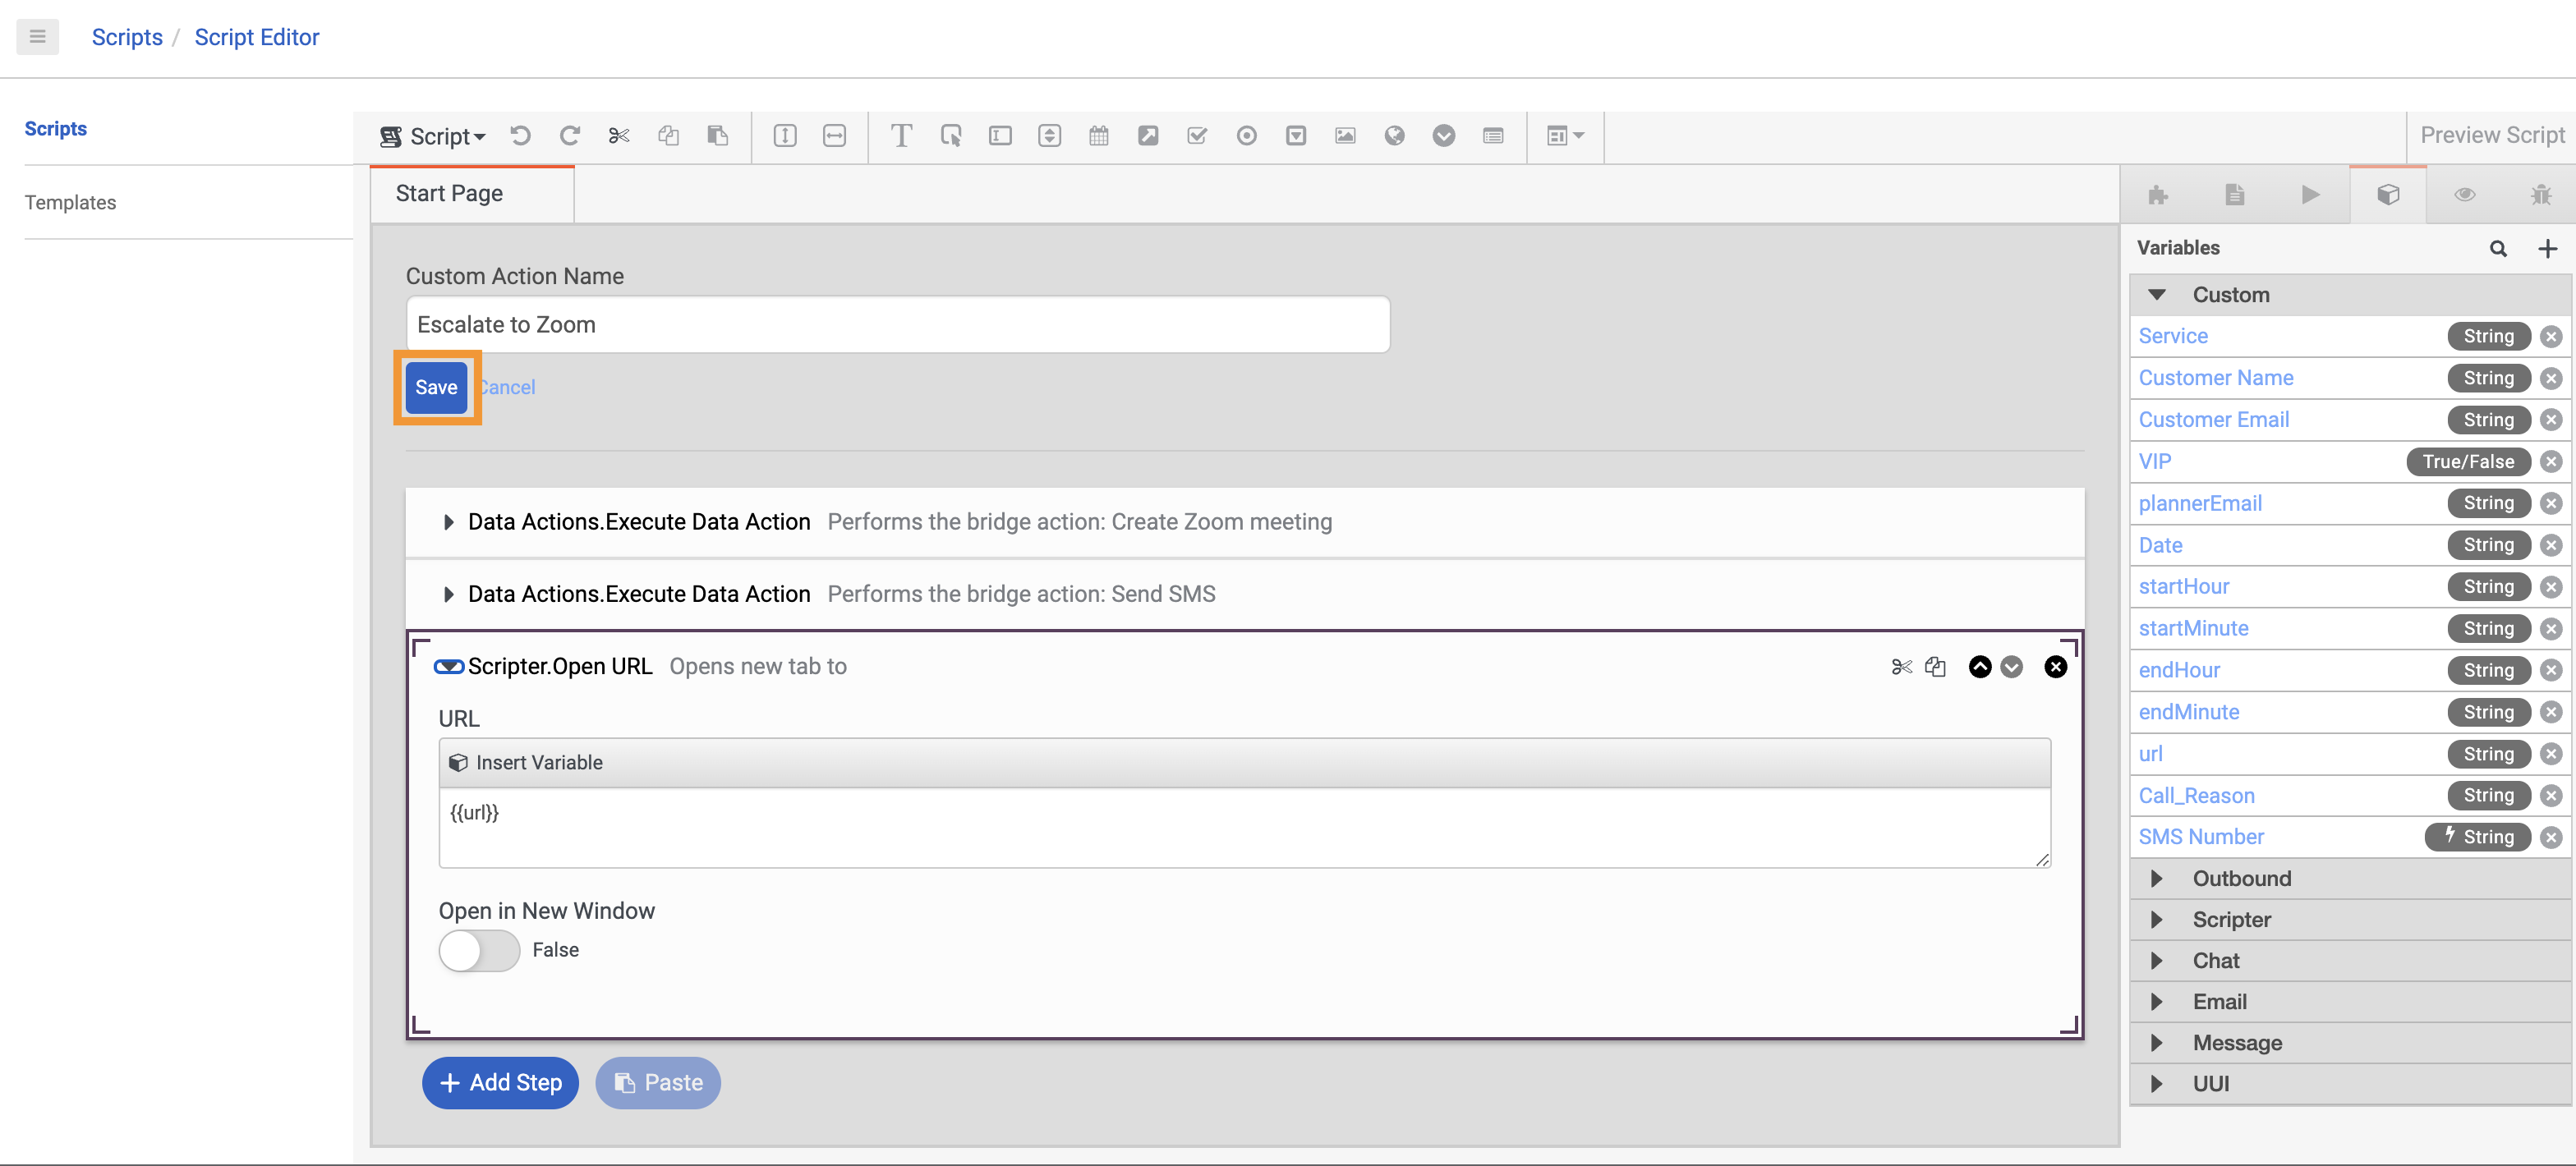 Scripts / Script Editor
Scripts
Templates
Script
Preview Script
Start Page
Custom Action Name
Escalate to Zoom
Save Cancel
Data Actions.Execute Data Action Performs the bridge action: Create Zoom meeting
Data Actions.Execute Data Action Performs the bridge action: Send SMS
Scripter.Open URL Opens new tab to
URL
Insert Variable
{{url}}
Open in New Window
False
+ Add Step Paste
Variables
Custom
Service String
Customer Name String
Customer Email String
VIP True/False
plannerEmail String
Date String
startHour String
startMinute String
endHour String
endMinute String
url String
Call_Reason String
SMS Number String
Outbound
Scripter
Chat
Email
Message
UUI